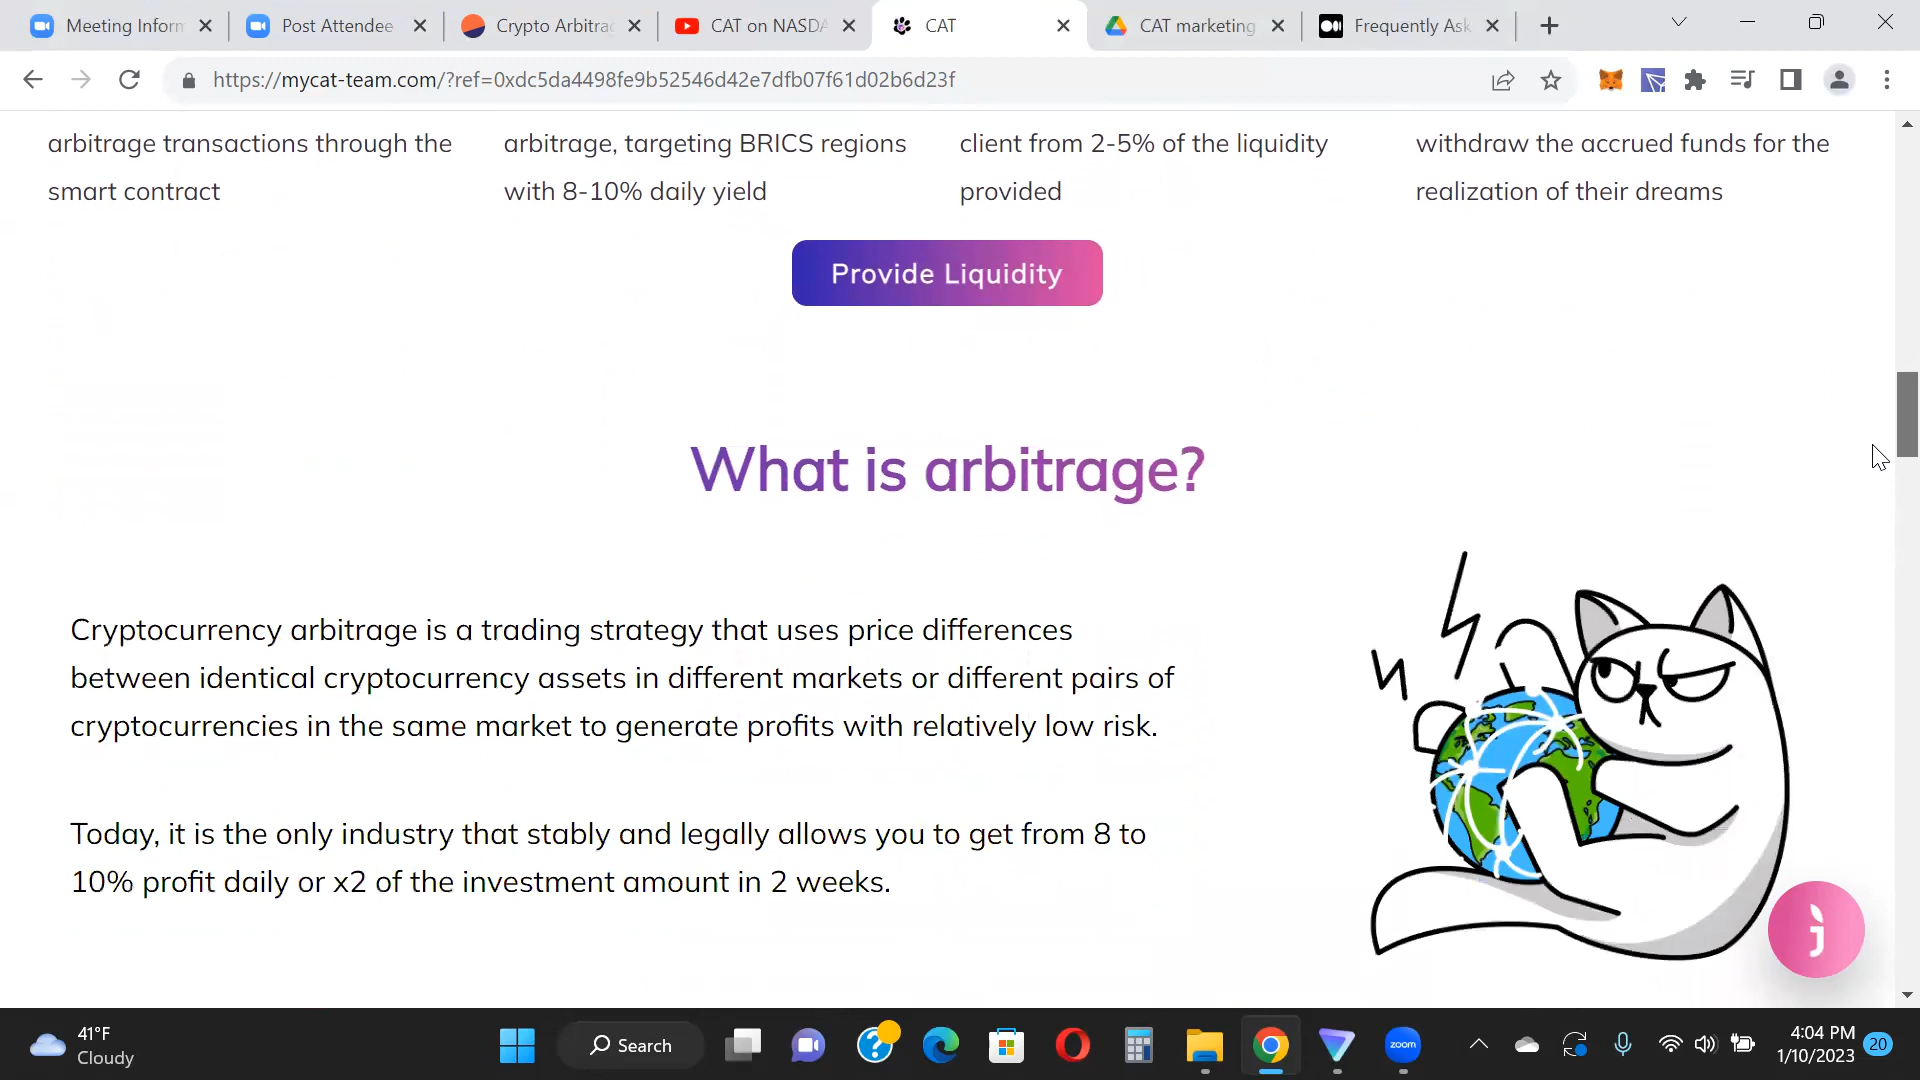 Meeting Inform
Post Attendee
Crypto Arbitrag
CAT on NASDA
CAT
CAT marketing
Frequently Ask
https://mycat-team.com/?ref=0xdc5da4498fe9b52546d42e7dfb07f61d02b6d23f
arbitrage transactions through the
smart contract
arbitrage, targeting BRICS regions
with 8-10% daily yield
client from 2-5% of the liquidity
provided
withdraw the accrued funds for the
realization of their dreams
Provide Liquidity
What is arbitrage?
Cryptocurrency arbitrage is a trading strategy that uses price differences
between identical cryptocurrency assets in different markets or different pairs of
cryptocurrencies in the same market to generate profits with relatively low risk.
Today, it is the only industry that stably and legally allows you to get from 8 to
10% profit daily or x2 of the investment amount in 2 weeks.
41°F
Cloudy
Search
zoom
4:04 PM
1/10/2023
20